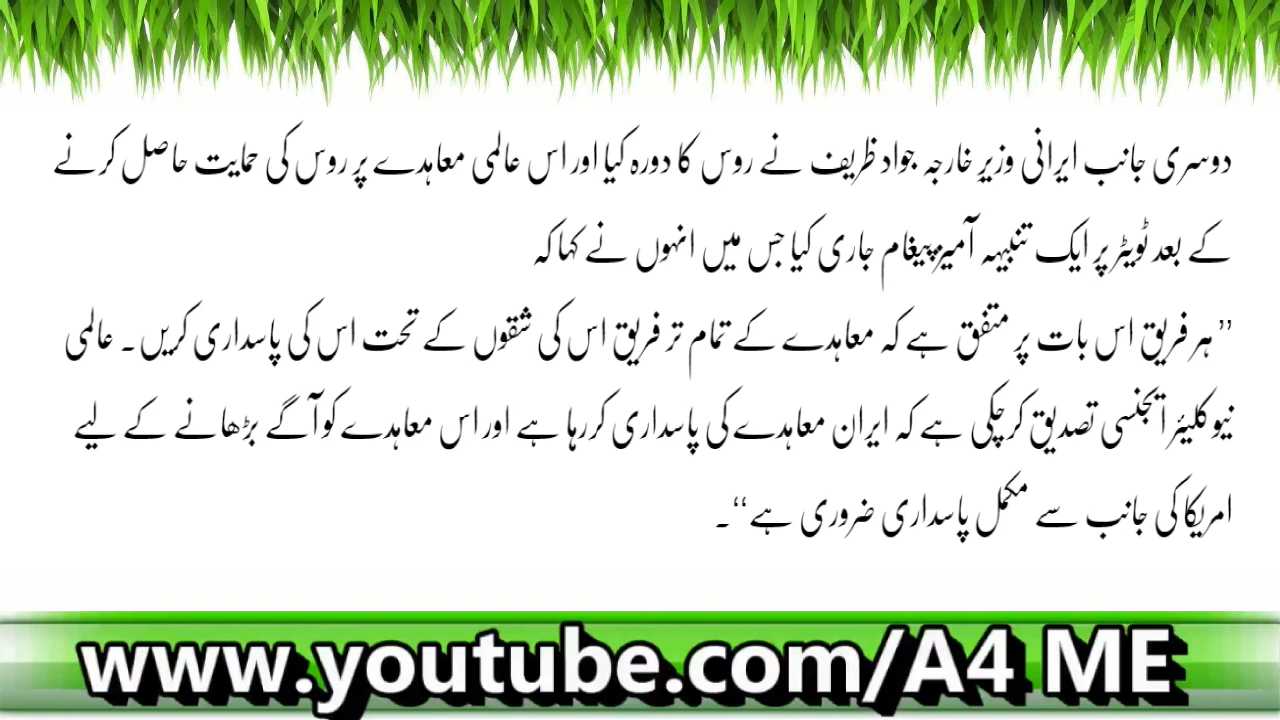 دوسری جانب ایرانی وزیرِ خارجہ جواد ظریف نے روس کا دورہ کیا اور اس عالمی معاہدے پر روس کی حمایت حاصل کرنے
کے بعد ٹویٹر پر ایک تنبیہہ آمیز پیغام جاری کیا جس میں انہوں نے کہا کہ
’’ہر فریق اس بات پر متفق ہے کہ معاہدے کے تمام تر فریق اس کی شقوں کے تحت اس کی پاسداری کریں۔ عالمی
نیوکلیئر ایجنسی تصدیق کرچکی ہے کہ ایران معاہدے کی پاسداری کررہا ہے اور اس معاہدے کو آگے بڑھانے کے لیے
امریکا کی جانب سے مکمل پاسداری ضروری ہے‘‘۔
www.youtube.com/A4 ME